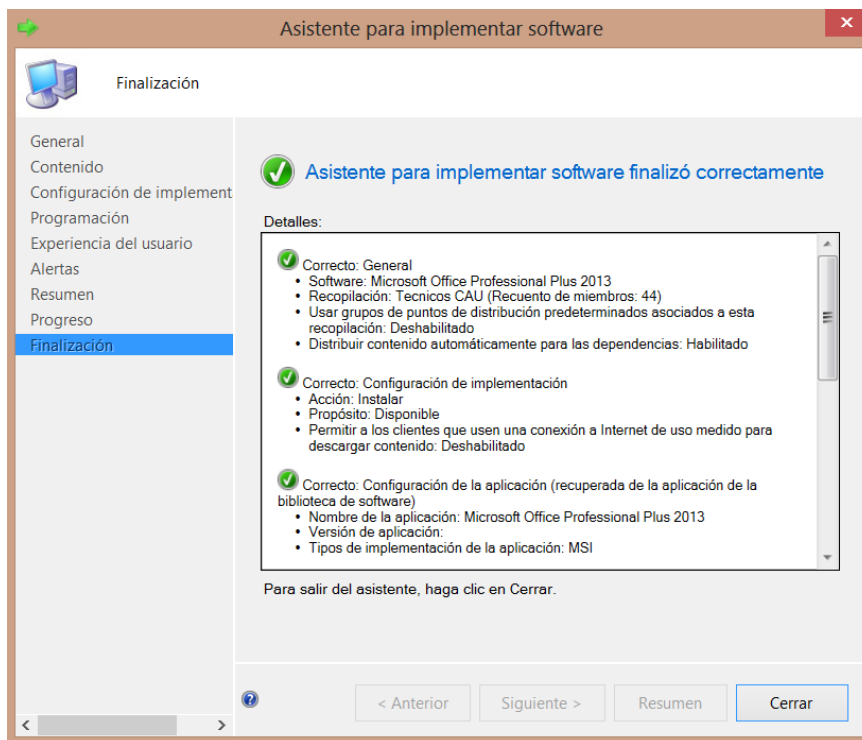 Asistente para implementar software
Finalización
General
Contenido
Configuración de implement
Programación
Experiencia del usuario
Alertas
Resumen
Progreso
Finalización
Asistente para implementar software finalizó correctamente
Detalles:
Correcto: General
• Software: Microsoft Office Professional Plus 2013
• Recopilación: Tecnicos CAU (Recuento de miembros: 44)
• Usar grupos de puntos de distribución predeterminados asociados a esta
recopilación: Deshabilitado
• Distribuir contenido automáticamente para las dependencias: Habilitado
Correcto: Configuración de implementación
• Acción: Instalar
• Propósito: Disponible
• Permitir a los clientes que usen una conexión a Internet de uso medido para
descargar contenido: Deshabilitado
Correcto: Configuración de la aplicación (recuperada de la aplicación de la
biblioteca de software)
• Nombre de la aplicación: Microsoft Office Professional Plus 2013
• Versión de aplicación:
• Tipos de implementación de la aplicación: MSI
Para salir del asistente, haga clic en Cerrar.
< Anterior
Siguiente >
Resumen
Cerrar